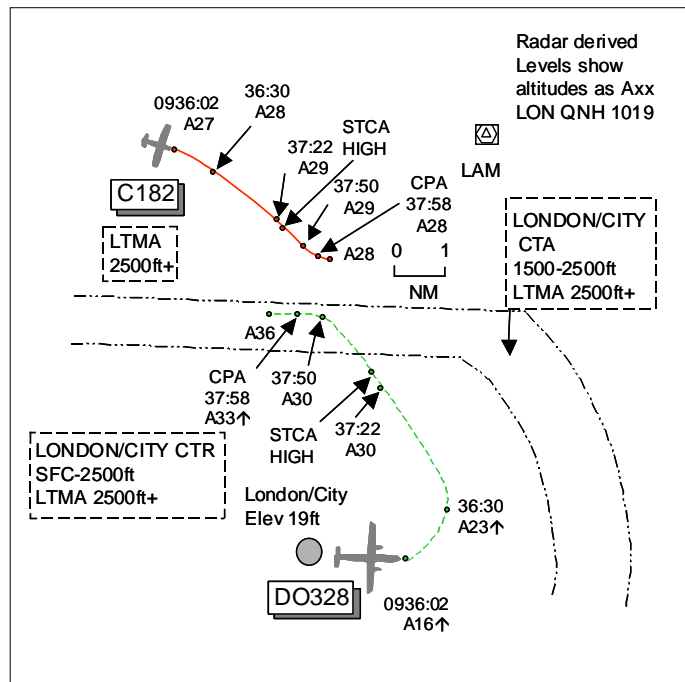 Radar derived
Levels show
altitudes as Axx
LON QNH 1019
0936:02
A27
36:30
A28
STCA
HIGH
37:22
A29
37:50
A29
CPA
37:58
A28
LAM
C182
LTMA
2500ft+
A28
0 1
NM
LONDON/CITY
CTA
1500-2500ft
LTMA 2500ft+
A36
CPA
37:58
A33↑
37:50
A30
STCA
HIGH
37:22
A30
LONDON/CITY CTR
SFC-2500ft
LTMA 2500ft+
London/City
Elev 19ft
36:30
A23↑
DO328
0936:02
A16↑